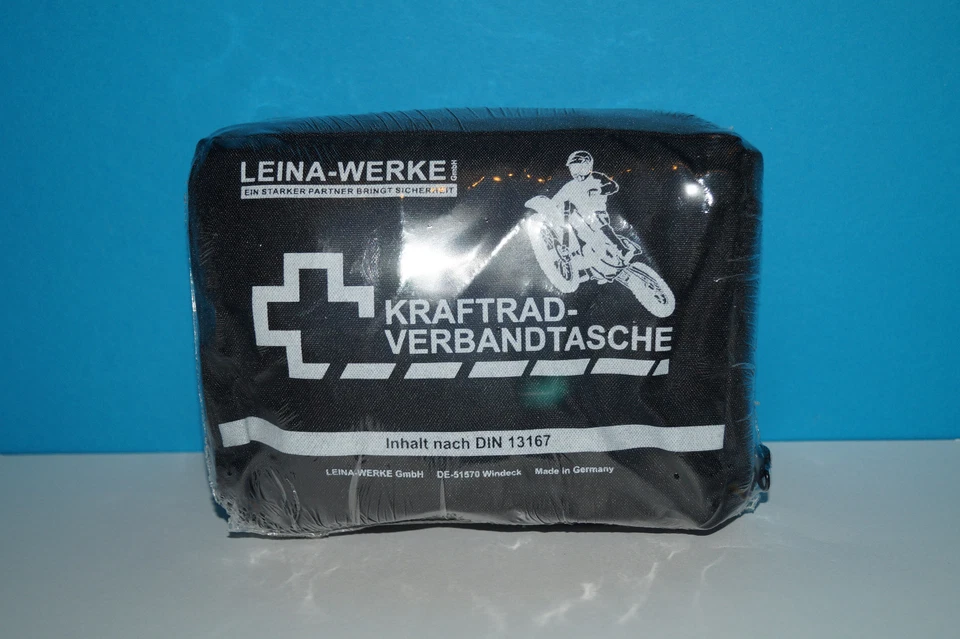 LEINA-WERKE GmbH
EIN STARKER PARTNER BRINGT SICHERHEIT
KRAFTRAD-
VERBANDTASCHE
Inhalt nach DIN 13167
LEINA-WERKE GmbH DE-51570 Windeck Made in Germany